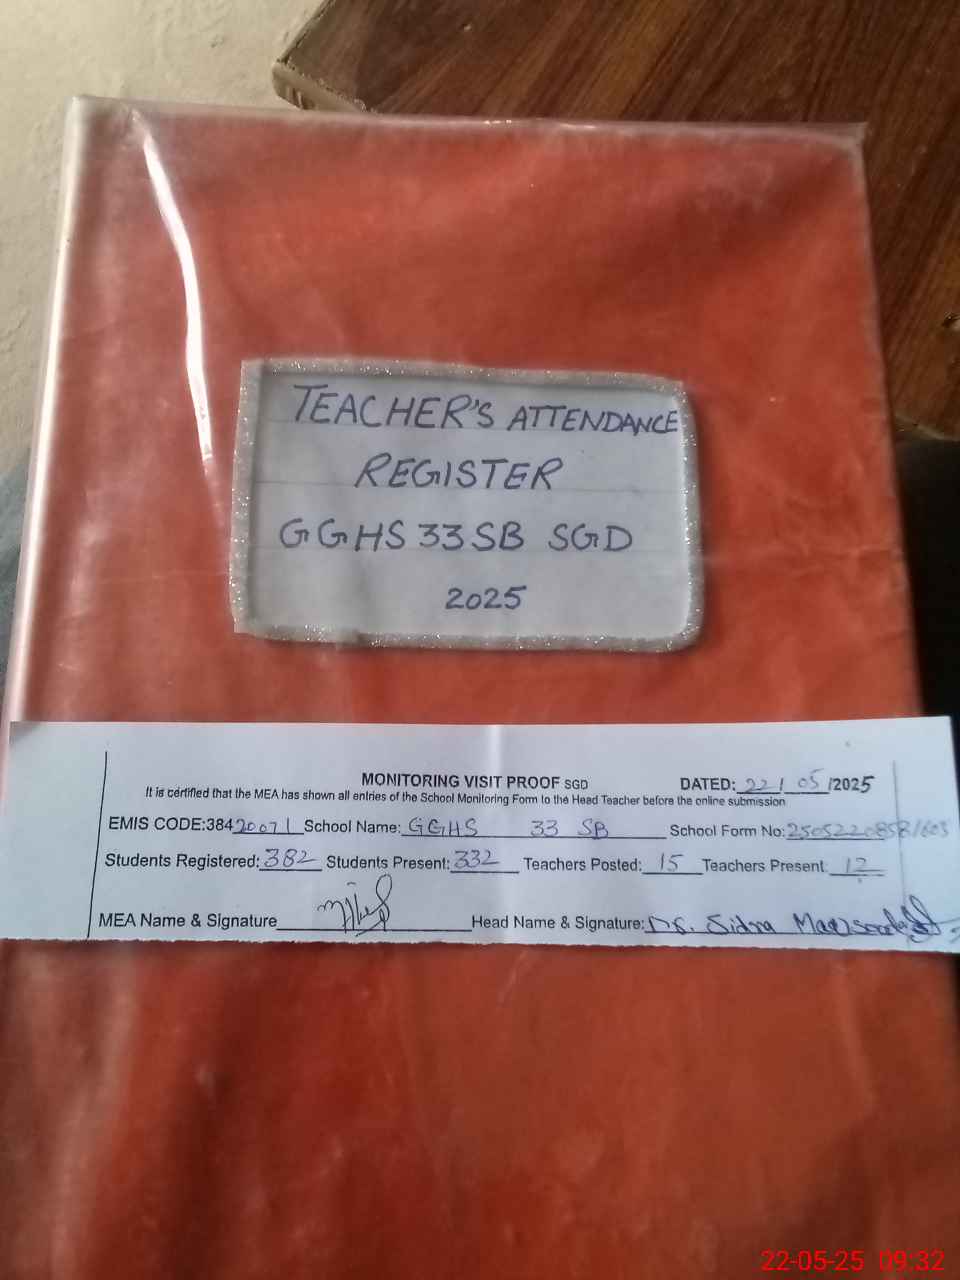 TEACHER'S ATTENDANCE
REGISTER
GGHS 33 SB SGD
2025
MONITORING VISIT PROOF SGD DATED: 22/05/2025
It is certified that the MEA has shown all entries of the School Monitoring Form to the Head Teacher before the online submission
EMIS CODE:38420071 School Name: GGHS 33 SB School Form No:
Students Registered: 382 Students Present: 332 Teachers Posted: 15 Teachers Present: 12
MEA Name & Signature Head Name & Signature: Dr. Sidra
22-05-25 09:32